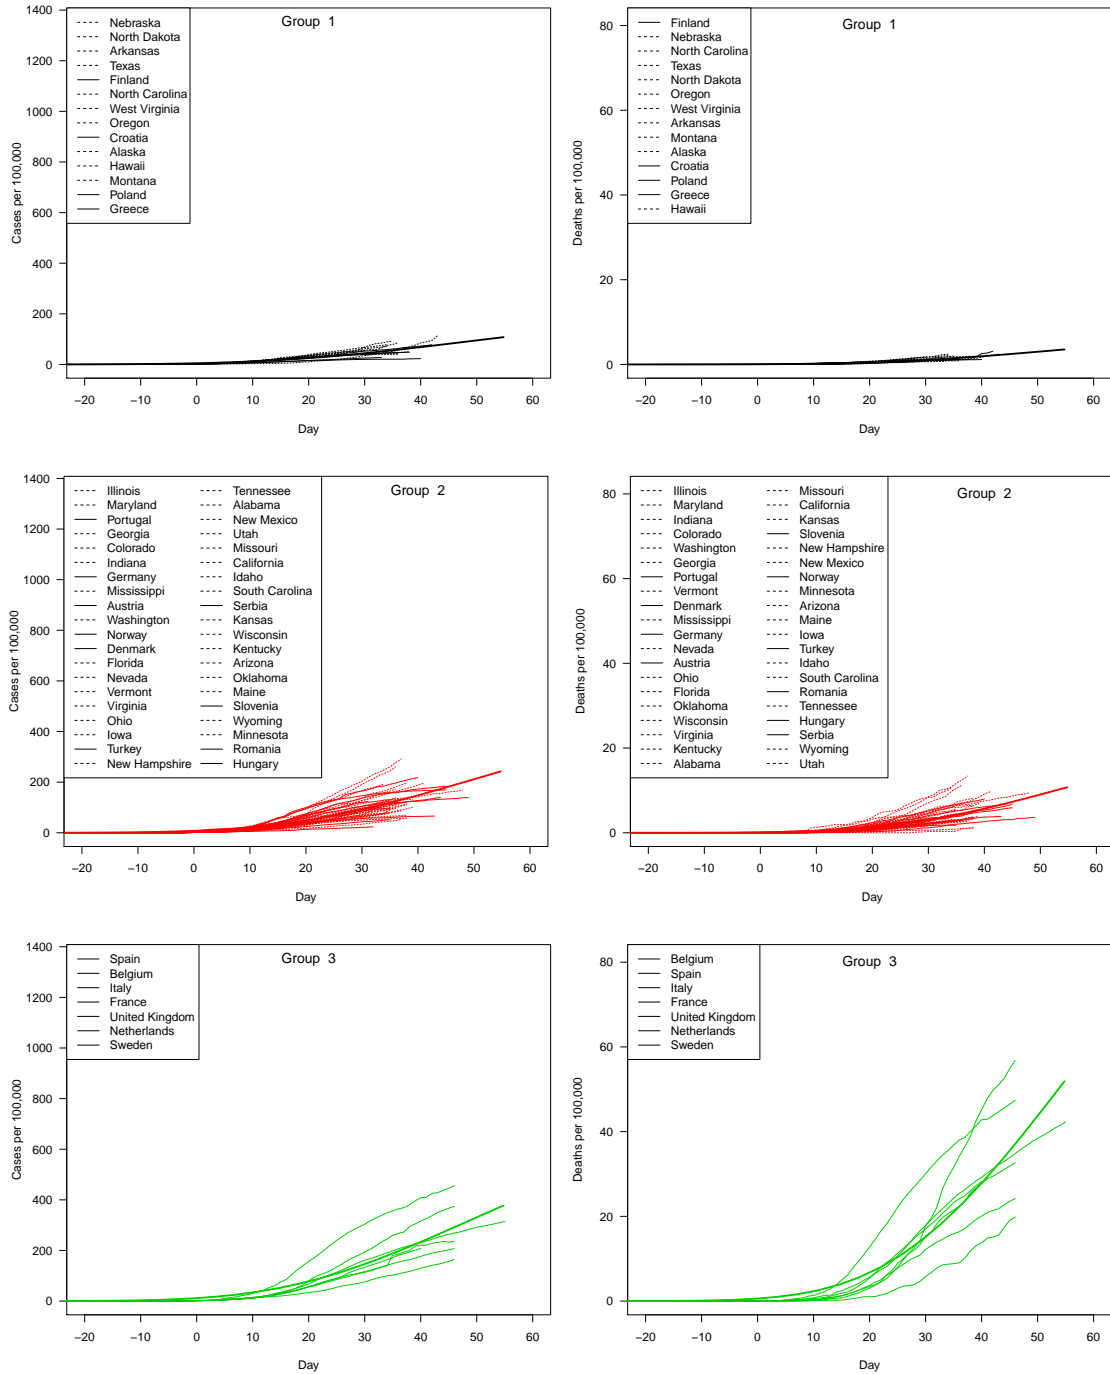 Group 1
Nebraska
North Dakota
Arkansas
Texas
Finland
North Carolina
West Virginia
Oregon
Croatia
Alaska
Hawaii
Montana
Poland
Greece
Cases per 100,000
0
200
400
600
800
1000
1200
1400
−20
−10
0
10
20
30
40
50
60
Day
Group 1
Finland
Nebraska
North Carolina
Texas
North Dakota
Oregon
West Virginia
Arkansas
Montana
Alaska
Croatia
Poland
Greece
Hawaii
Deaths per 100,000
0
20
40
60
80
−20
−10
0
10
20
30
40
50
60
Day
Group 2
Illinois
Maryland
Portugal
Georgia
Colorado
Indiana
Germany
Mississippi
Austria
Washington
Norway
Denmark
Florida
Nevada
Vermont
Virginia
Ohio
Iowa
Turkey
New Hampshire
Tennessee
Alabama
New Mexico
Utah
Missouri
California
Idaho
South Carolina
Serbia
Kansas
Wisconsin
Kentucky
Arizona
Oklahoma
Maine
Slovenia
Wyoming
Minnesota
Romania
Hungary
Cases per 100,000
0
200
400
600
800
1000
1200
1400
−20
−10
0
10
20
30
40
50
60
Day
Group 2
Illinois
Maryland
Indiana
Colorado
Washington
Georgia
Portugal
Vermont
Denmark
Mississippi
Germany
Nevada
Austria
Ohio
Florida
Oklahoma
Wisconsin
Virginia
Kentucky
Alabama
Missouri
California
Kansas
Slovenia
New Hampshire
New Mexico
Norway
Minnesota
Arizona
Maine
Iowa
Turkey
Idaho
South Carolina
Romania
Tennessee
Hungary
Serbia
Wyoming
Utah
Deaths per 100,000
0
20
40
60
80
−20
−10
0
10
20
30
40
50
60
Day
Group 3
Spain
Belgium
Italy
France
United Kingdom
Netherlands
Sweden
Cases per 100,000
0
200
400
600
800
1000
1200
1400
−20
−10
0
10
20
30
40
50
60
Day
Group 3
Belgium
Spain
Italy
France
United Kingdom
Netherlands
Sweden
Deaths per 100,000
0
20
40
60
80
−20
−10
0
10
20
30
40
50
60
Day